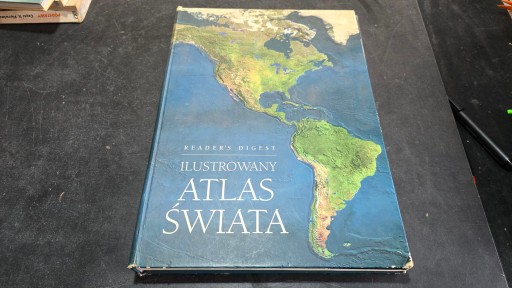 READER'S DIGEST
ILUSTROWANY
ATLAS
ŚWIATA